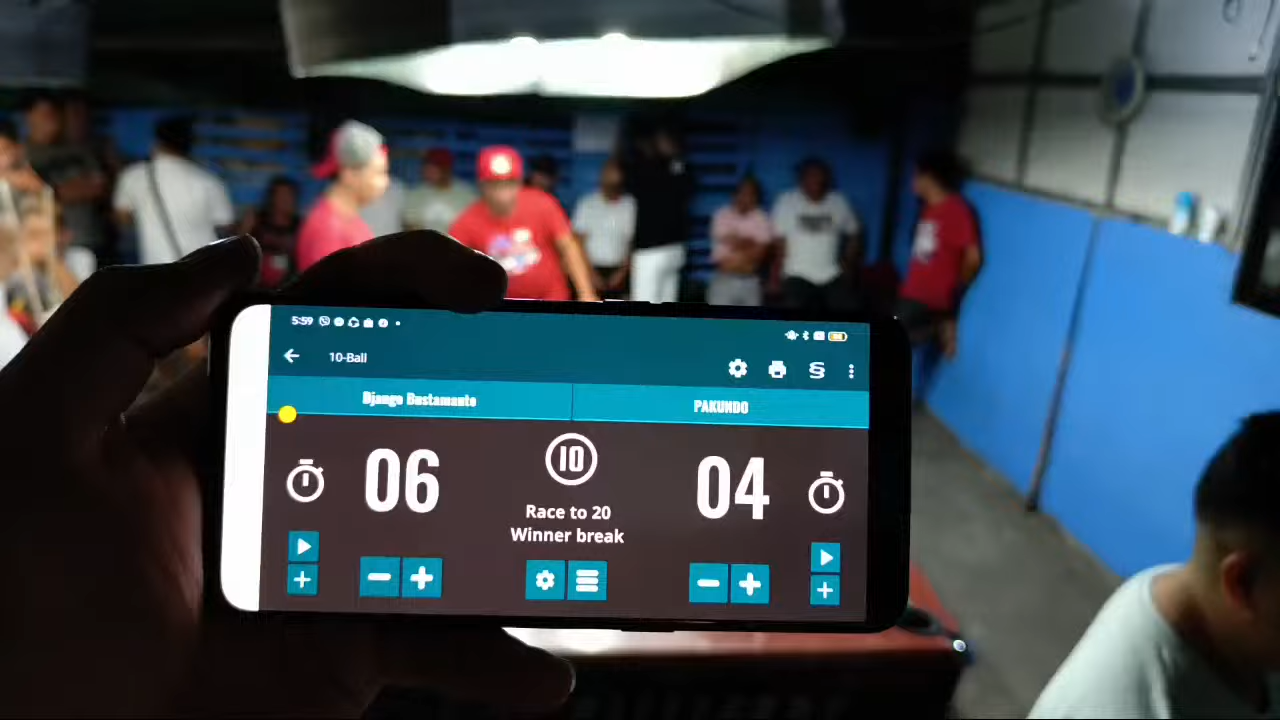 5:59
10-Ball
Django Bustamante
PAKUNDO
06
10
04
Race to 20
Winner break